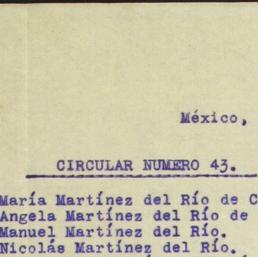 México,
CIRCULAR NUMERO 43.
María Martínez del Río de C
Angela Martínez del Río de
Manuel Martínez del Río.
Nicolás Martínez del Río.